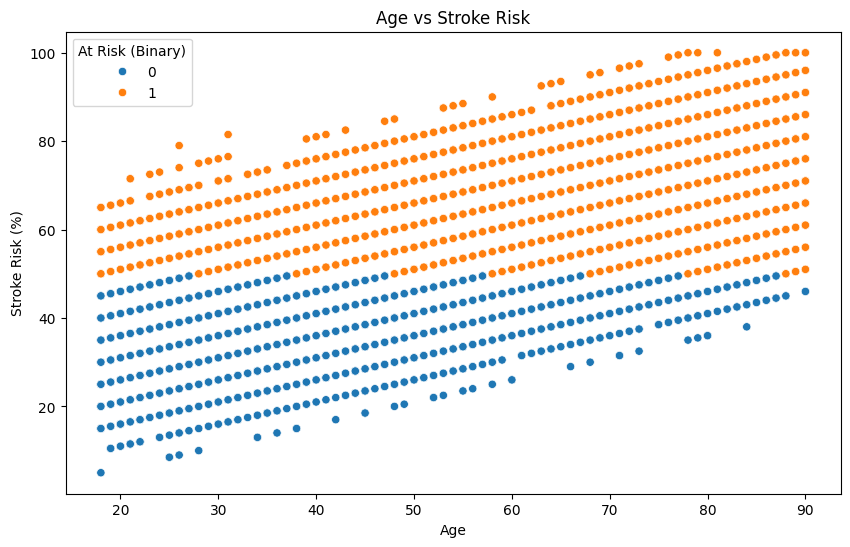 Age vs Stroke Risk
At Risk (Binary)
0
1
100
80
60
40
20
Stroke Risk (%)
20 30 40 50 60 70 80 90
Age